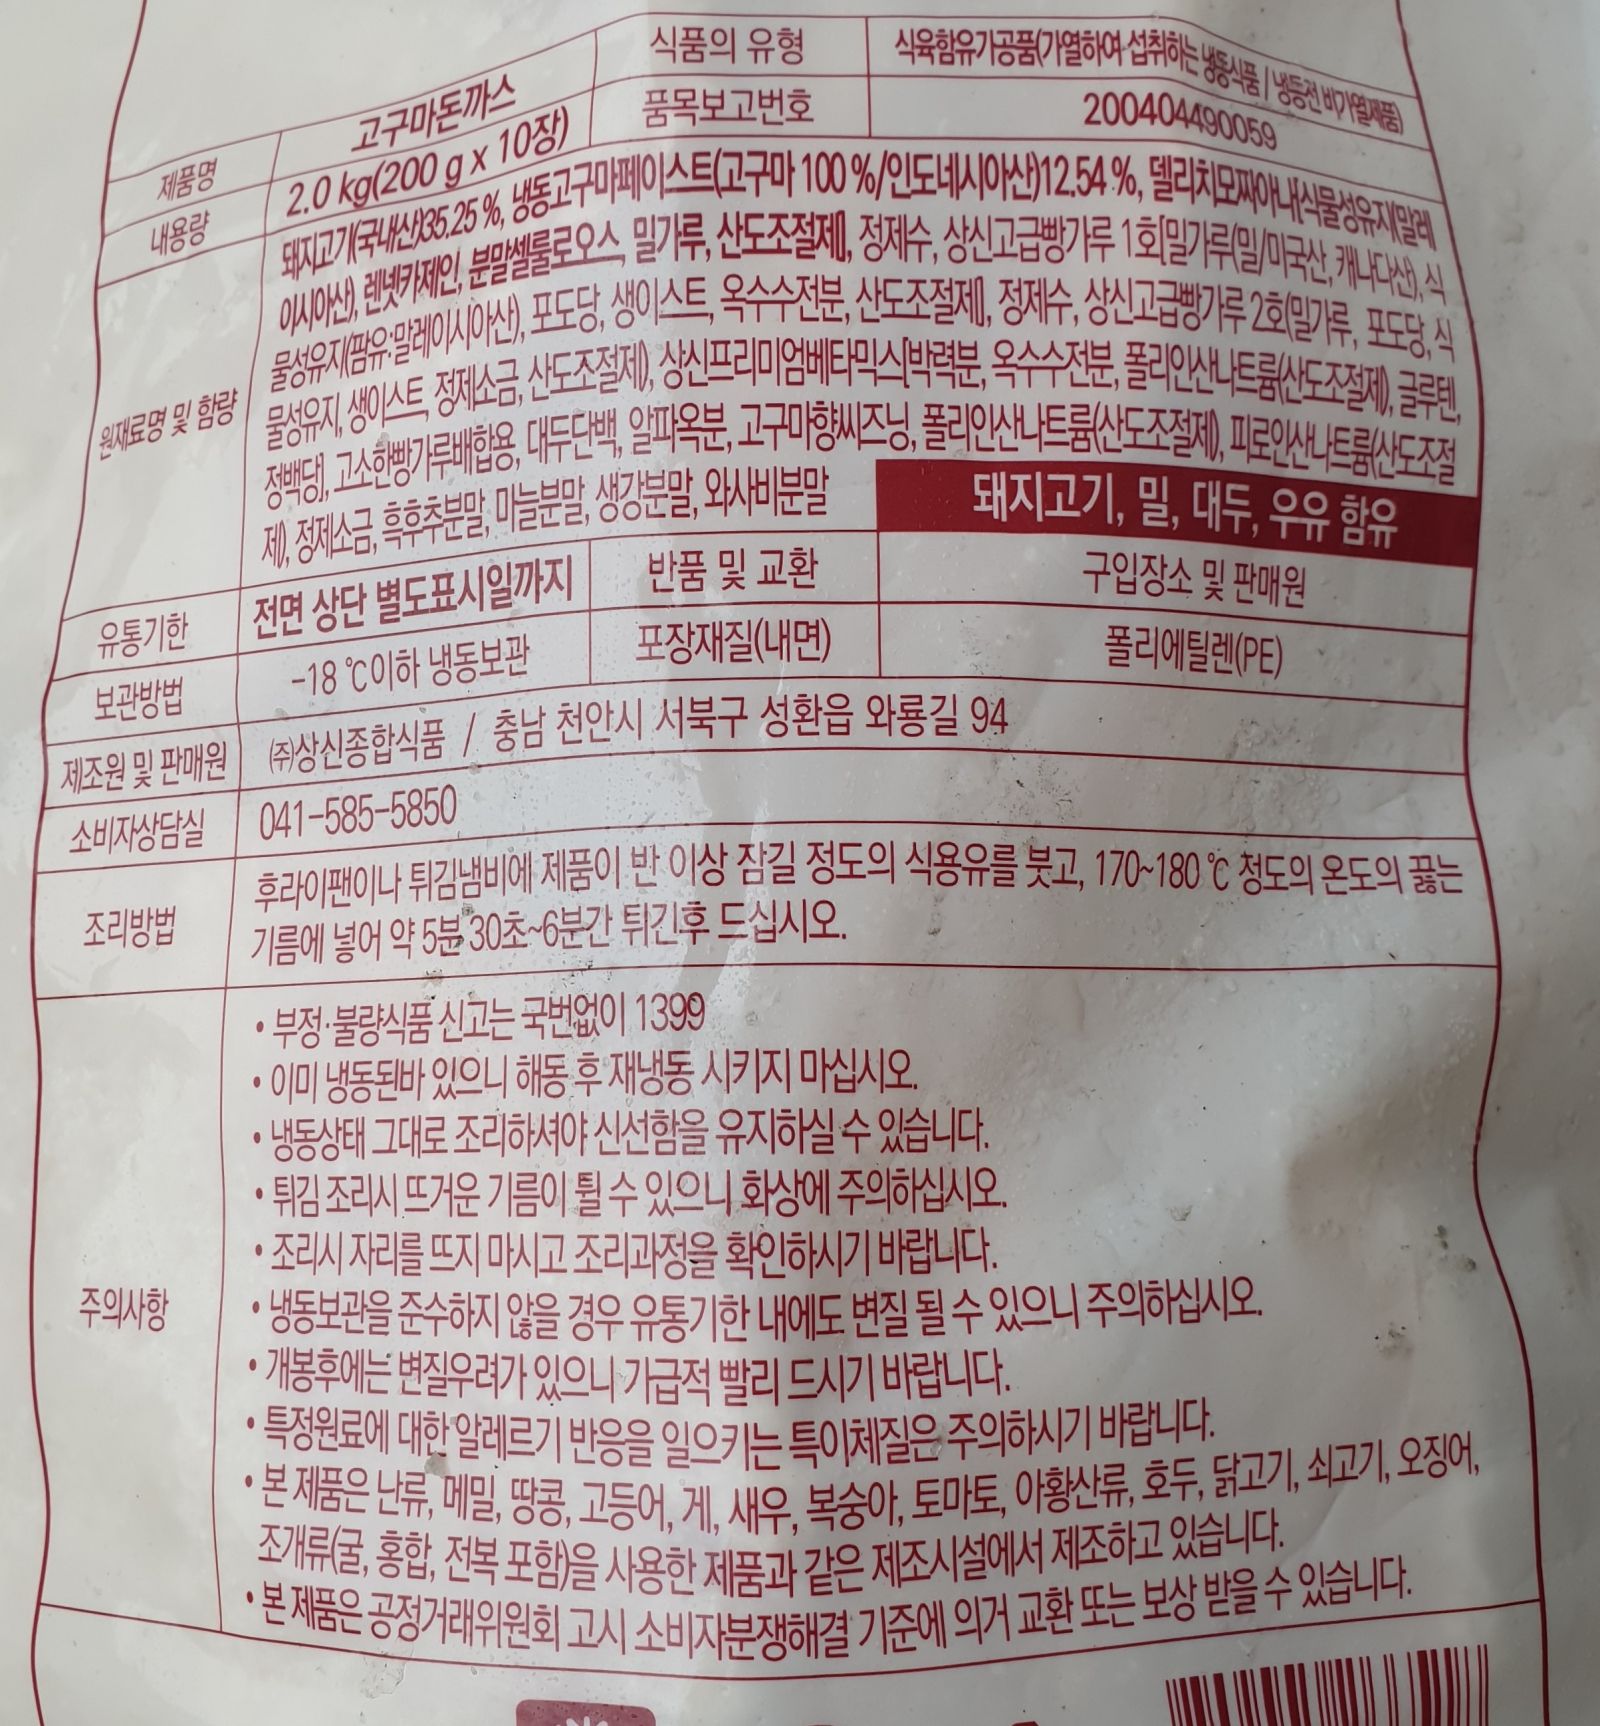 제품명 고구마돈까스 식품의 유형 식육함유가공품(가열하여 섭취하는 냉동식품 / 냉동전 비가열제품)
내용량 2.0 kg(200 g x 10장) 품목보고번호 200404490059
원재료명 및 함량
돼지고기(국내산)35.25 %, 냉동고구마페이스트(고구마 100 %/인도네시아산)12.54 %, 델리치모짜아내[식물성유지(말레
이시아산), 렌넷카제인, 분말셀룰로오스, 밀가루, 산도조절제], 정제수, 상신고급빵가루 1호[밀가루(밀/미국산, 캐나다산), 식
물성유지(팜유:말레이시아산), 포도당, 생이스트, 옥수수전분, 산도조절제], 정제수, 상신고급빵가루 2호(밀가루, 포도당, 식
물성유지, 생이스트, 정제소금, 산도조절제), 상신프리미엄베타믹스[박력분, 옥수수전분, 폴리인산나트륨(산도조절제), 글루텐,
정백당], 고소한빵가루배합용, 대두단백, 알파옥분, 고구마향씨즈닝, 폴리인산나트륨(산도조절제), 피로인산나트륨(산도조절
제), 정제소금, 흑후추분말, 마늘분말, 생강분말, 와사비분말
돼지고기, 밀, 대두, 우유 함유
유통기한 전면 상단 별도표시일까지 반품 및 교환 구입장소 및 판매원
보관방법 -18 ℃이하 냉동보관 포장재질(내면) 폴리에틸렌(PE)
제조원 및 판매원 ㈜상신종합식품 / 충남 천안시 서북구 성환읍 와룡길 94
소비자상담실 041-585-5850
조리방법
후라이팬이나 튀김냄비에 제품이 반 이상 잠길 정도의 식용유를 붓고, 170~180 ℃ 정도의 온도의 끓는
기름에 넣어 약 5분 30초~6분간 튀긴후 드십시오.
주의사항
• 부정·불량식품 신고는 국번없이 1399
• 이미 냉동된바 있으니 해동 후 재냉동 시키지 마십시오.
• 냉동상태 그대로 조리하셔야 신선함을 유지하실 수 있습니다.
• 튀김 조리시 뜨거운 기름이 튈 수 있으니 화상에 주의하십시오.
• 조리시 자리를 뜨지 마시고 조리과정을 확인하시기 바랍니다.
• 냉동보관을 준수하지 않을 경우 유통기한 내에도 변질 될 수 있으니 주의하십시오.
• 개봉후에는 변질우려가 있으니 가급적 빨리 드시기 바랍니다.
• 특정원료에 대한 알레르기 반응을 일으키는 특이체질은 주의하시기 바랍니다.
• 본 제품은 난류, 메밀, 땅콩, 고등어, 게, 새우, 복숭아, 토마토, 아황산류, 호두, 닭고기, 쇠고기, 오징어,
조개류(굴, 홍합, 전복 포함)을 사용한 제품과 같은 제조시설에서 제조하고 있습니다.
• 본 제품은 공정거래위원회 고시 소비자분쟁해결 기준에 의거 교환 또는 보상 받을 수 있습니다.